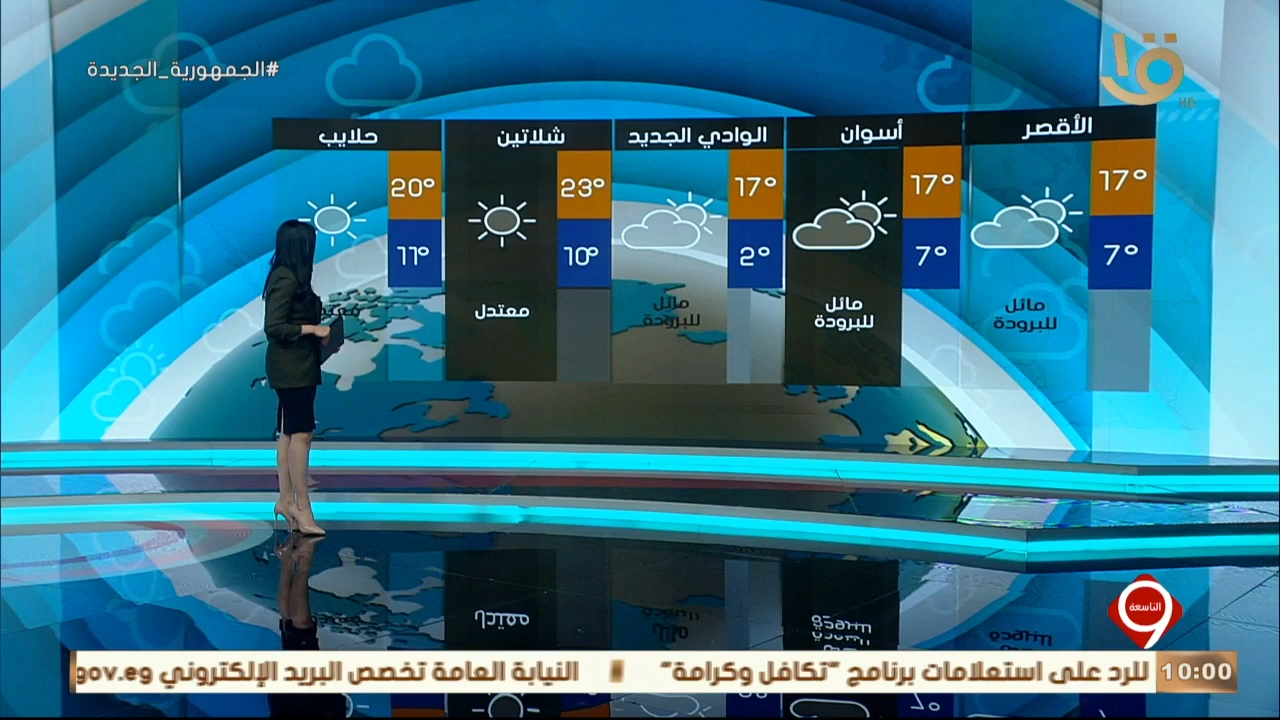 #الجمهورية_الجديدة
HD
الأقصر
17°
7°
مائل
للبرودة
أسوان
17°
7°
مائل
للبرودة
الوادي الجديد
17°
2°
مائل
للبرودة
شلاتين
23°
10°
معتدل
حلايب
20°
11°
التاسعة
9
10:00
للرد على استعلامات برنامج "تكافل وكرامة"
النيابة العامة تخصص البريد الإلكتروني gov.eg